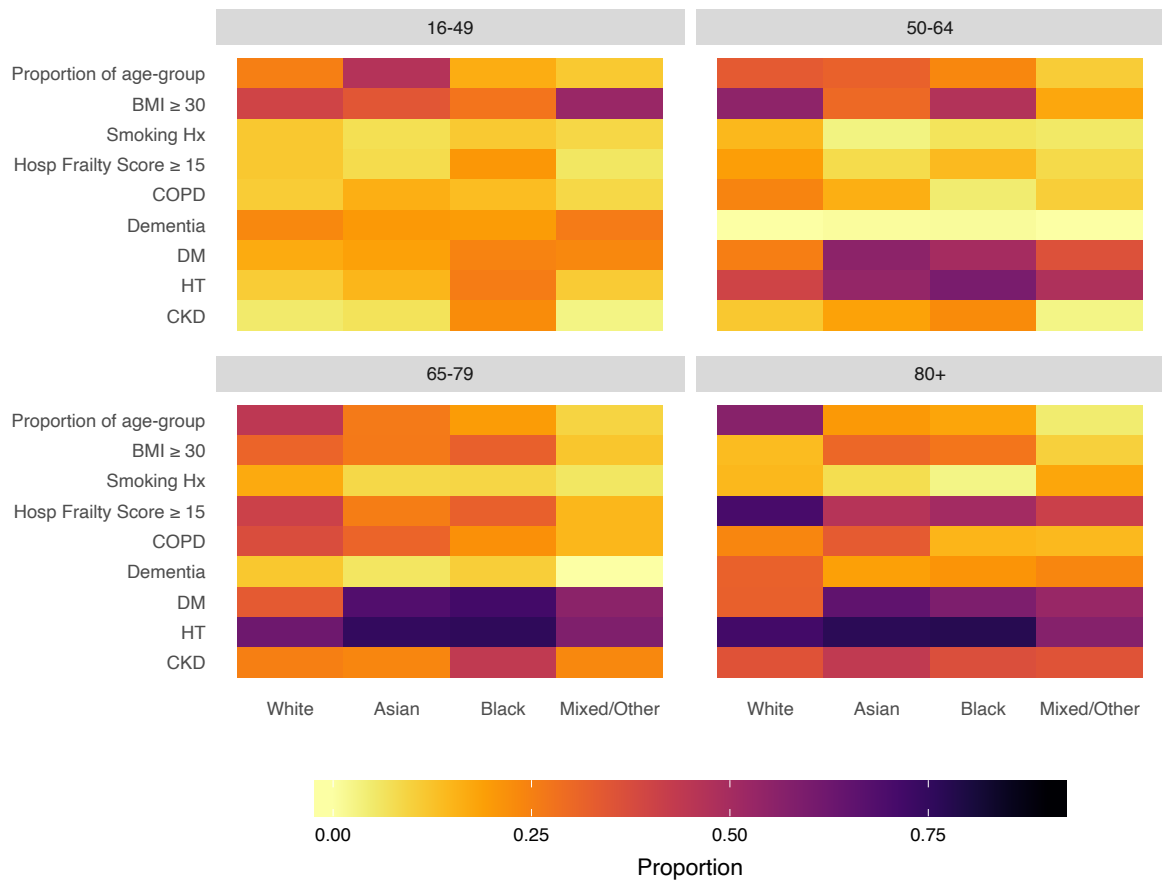 16-49
50-64
Proportion of age-group
BMI ≥ 30
Smoking Hx
Hosp Frailty Score ≥ 15
COPD
Dementia
DM
HT
CKD
65-79
80+
Proportion of age-group
BMI ≥ 30
Smoking Hx
Hosp Frailty Score ≥ 15
COPD
Dementia
DM
HT
CKD
White Asian Black Mixed/Other White Asian Black Mixed/Other
0.00 0.25 0.50 0.75
Proportion